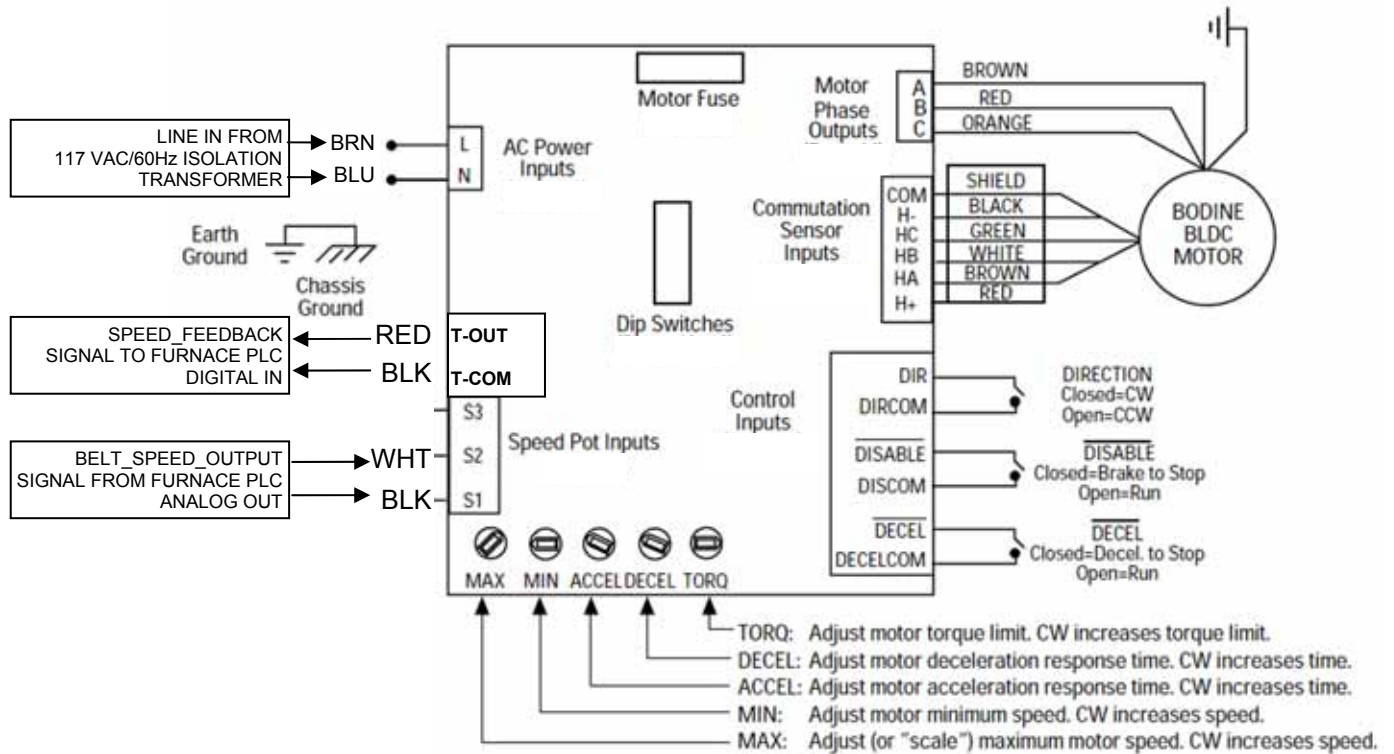 Motor Fuse
Motor
Phase
Outputs
A
B
C
BROWN
RED
ORANGE
LINE IN FROM
117 VAC/60Hz ISOLATION
TRANSFORMER
BRN
BLU
L
N
AC Power
Inputs
Earth
Ground
Chassis
Ground
Dip Switches
Commutation
Sensor
Inputs
COM
H-
HC
HB
HA
H+
SHIELD
BLACK
GREEN
WHITE
BROWN
RED
BODINE
BLDC
MOTOR
SPEED_FEEDBACK
SIGNAL TO FURNACE PLC
DIGITAL IN
RED
BLK
T-OUT
T-COM
S3
S2
S1
Speed Pot Inputs
BELT_SPEED_OUTPUT
SIGNAL FROM FURNACE PLC
ANALOG OUT
WHT
BLK
Control
Inputs
DIR
DIRCOM
DISABLE
DISCOM
DECEL
DECELCOM
DIRECTION
Closed=CW
Open=CCW
DISABLE
Closed=Brake to Stop
Open=Run
DECEL
Closed=Decel. to Stop
Open=Run
MAX MIN ACCEL DECEL TORQ
TORQ: Adjust motor torque limit. CW increases torque limit.
DECEL: Adjust motor deceleration response time. CW increases time.
ACCEL: Adjust motor acceleration response time. CW increases time.
MIN: Adjust motor minimum speed. CW increases speed.
MAX: Adjust (or "scale") maximum motor speed. CW increases speed.